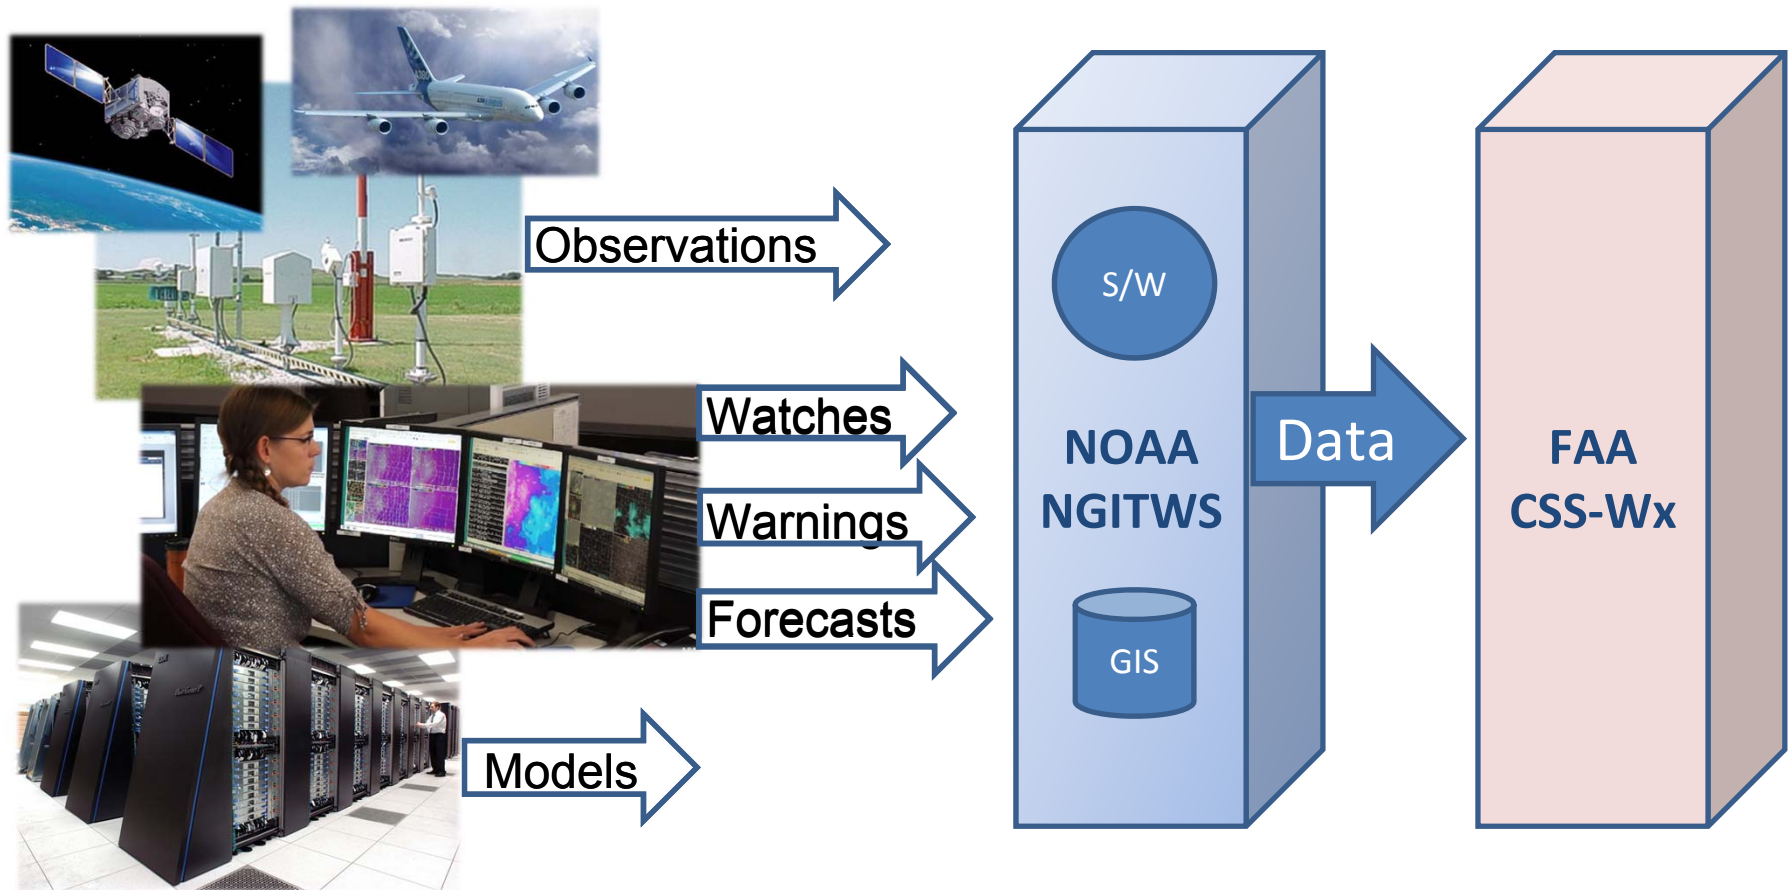 Observations
Watches
Warnings
Forecasts
Models
S/W
NOAA
NGITWS
GIS
Data
FAA
CSS-Wx